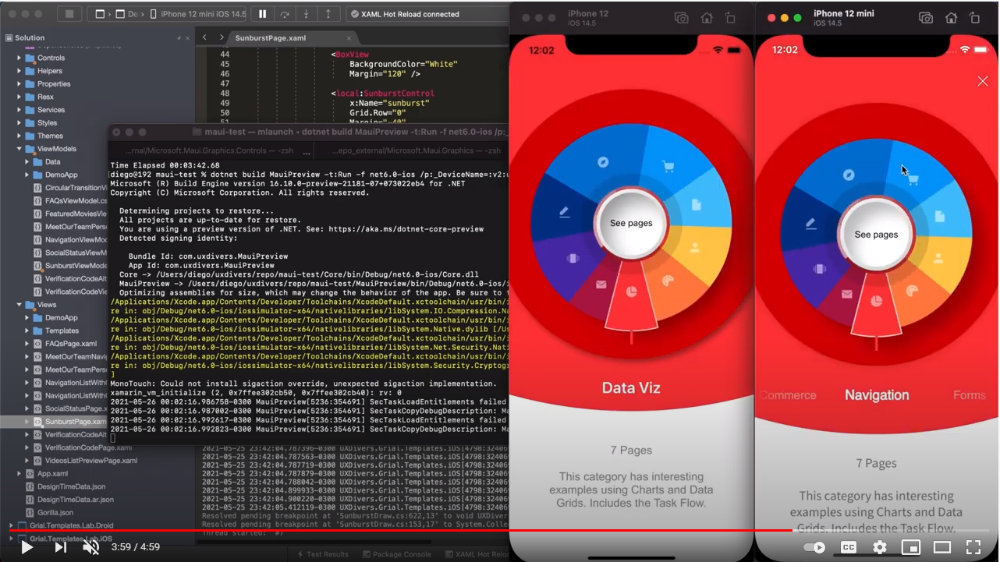 De
iPhone 12 mini iOS 14.5
XAML Hot Reload connected
Solution
Controls
Helpers
Properties
Resx
Services
Styles
Themes
ViewModels
Data
DemoApp
CircularTransitionVi
FAQsViewModel.cs
FeaturedMoviesVie
MeetOurTeamPerso
NavigationViewMod
SocialStatusViewM
SunburstViewMode
VerificationCodeAlt
VerificationCodeVie
Views
DemoApp
Templates
FAQsPage.xaml
MeetOurTeamNavig
MeetOurTeamPerso
NavigationListWithC
NavigationListWithC
SocialStatusPage.x
SunburstPage.xam
VerificationCodeAlt
VerificationCodePage.xaml
VideosListPreviewPage.xaml
App.xaml
DesignTimeData.json
DesignTimeData.ar.json
Gorilla.json
Grial.Templates.Lab.Droid
Grial.Templates.Lab.iOS
SunburstPage.xaml
44 <BoxView
45 BackgroundColor="White"
46 Margin="120" />
47
48 <local:SunburstControl
49 x:Name="sunburst"
50 Grid.Row="0"
51 Margin="-40"
maui-test — mlaunch ◂ dotnet build MauiPreview -t:Run -f net6.0-ios /p:_
...rnal/Microsoft.Maui.Graphics.Controls — -zsh ...
...epo_external/Microsoft.Maui.Graphics — -zsh
Time Elapsed 00:03:42.68
diego@192 maui-test % dotnet build MauiPreview -t:Run -f net6.0-ios /p:_DeviceName=:v2:u
Microsoft (R) Build Engine version 16.10.0-preview-21181-07+073022eb4 for .NET
Copyright (C) Microsoft Corporation. All rights reserved.
Determining projects to restore...
All projects are up-to-date for restore.
You are using a preview version of .NET. See: https://aka.ms/dotnet-core-preview
Detected signing identity:
Bundle Id: com.uxdivers.MauiPreview
App Id: com.uxdivers.MauiPreview
Core -> /Users/diego/uxdivers/repo/maui-test/Core/bin/Debug/net6.0-ios/Core.dll
MauiPreview -> /Users/diego/uxdivers/repo/maui-test/MauiPreview/bin/Debug/net6.0-ios/i
Optimizing assemblies for size, which may change the behavior of the app. Be sure to t
/Applications/Xcode.app/Contents/Developer/Toolchains/XcodeDefault.xctoolchain/usr/bin/
re in: obj/Debug/net6.0-ios/iossimulator-x64/nativelibraries/libSystem.IO.Compression.Na
/Applications/Xcode.app/Contents/Developer/Toolchains/XcodeDefault.xctoolchain/usr/bin/
re in: obj/Debug/net6.0-ios/iossimulator-x64/nativelibraries/libSystem.Native.dylib [/Us
/Applications/Xcode.app/Contents/Developer/Toolchains/XcodeDefault.xctoolchain/usr/bin/
re in: obj/Debug/net6.0-ios/iossimulator-x64/nativelibraries/libSystem.Net.Security.Nati
/Applications/Xcode.app/Contents/Developer/Toolchains/XcodeDefault.xctoolchain/usr/bin/
re in: obj/Debug/net6.0-ios/iossimulator-x64/nativelibraries/libSystem.Security.Cryptogr
]
MonoTouch: Could not install sigaction override, unexpected sigaction implementation.
xamarin_vm_initialize (2, 0x7ffee302cb50, 0x7ffee302cb40): rv: 0
2021-05-26 00:02:16.986758-0300 MauiPreview[5236:354691] SecTaskLoadEntitlements failed
2021-05-26 00:02:16.987002-0300 MauiPreview[5236:354691] SecTaskCopyDebugDescription: Ma
2021-05-26 00:02:16.992617-0300 MauiPreview[5236:354691] SecTaskLoadEntitlements failed
2021-05-26 00:02:16.992823-0300 MauiPreview[5236:354691] SecTaskCopyDebugDescription: Ma
2021-05-25 23:42:04.787396-0300 UXDivers.Grial.Templates.iOS[4798:324069
2021-05-25 23:42:04.787563-0300 UXDivers.Grial.Templates.iOS[4798:324069
2021-05-25 23:42:04.787719-0300 UXDivers.Grial.Templates.iOS[4798:324069
2021-05-25 23:42:04.787879-0300 UXDivers.Grial.Templates.iOS[4798:324069
2021-05-25 23:42:04.788042-0300 UXDivers.Grial.Templates.iOS[4798:324069
2021-05-25 23:42:04.899933-0300 UXDivers.Grial.Templates.iOS[4798:324069
2021-05-25 23:42:04.900220-0300 UXDivers.Grial.Templates.iOS[4798:324069
2021-05-25 23:42:05.412119-0300 UXDivers.Grial.Templates.iOS[4798:324069
Resolved pending breakpoint at 'SunburstDraw.cs:622,13' to void UXDiver
Resolved pending breakpoint at 'SunburstDraw.cs:153,17' to System.Colle
Thread started: #7
Test Results
Package Console
XAML Hot Reloa
iPhone 12
iOS 14.5
12:02
See pages
Data Viz
7 Pages
This category has interesting
examples using Charts and Data
Grids. Includes the Task Flow.
iPhone 12 mini
iOS 14.5
12:02
See pages
Commerce Navigation Forms
7 Pages
This category has interesting
examples using Charts and Data
Grids. Includes the Task Flow.
3:59 / 4:59
CC